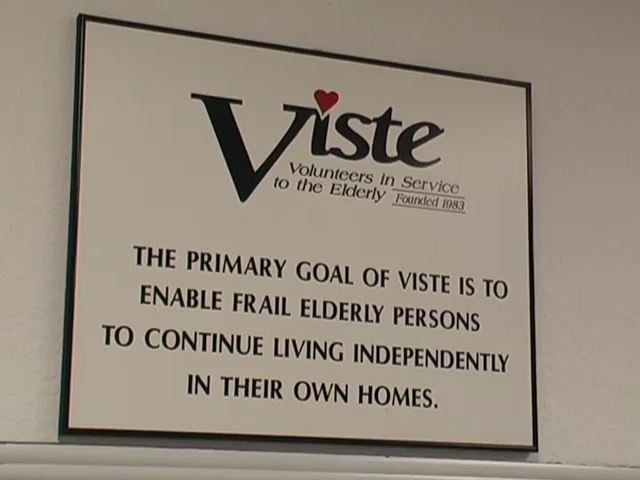 Viste
Volunteers in Service
to the Elderly Founded 1983
THE PRIMARY GOAL OF VISTE IS TO
ENABLE FRAIL ELDERLY PERSONS
TO CONTINUE LIVING INDEPENDENTLY
IN THEIR OWN HOMES.